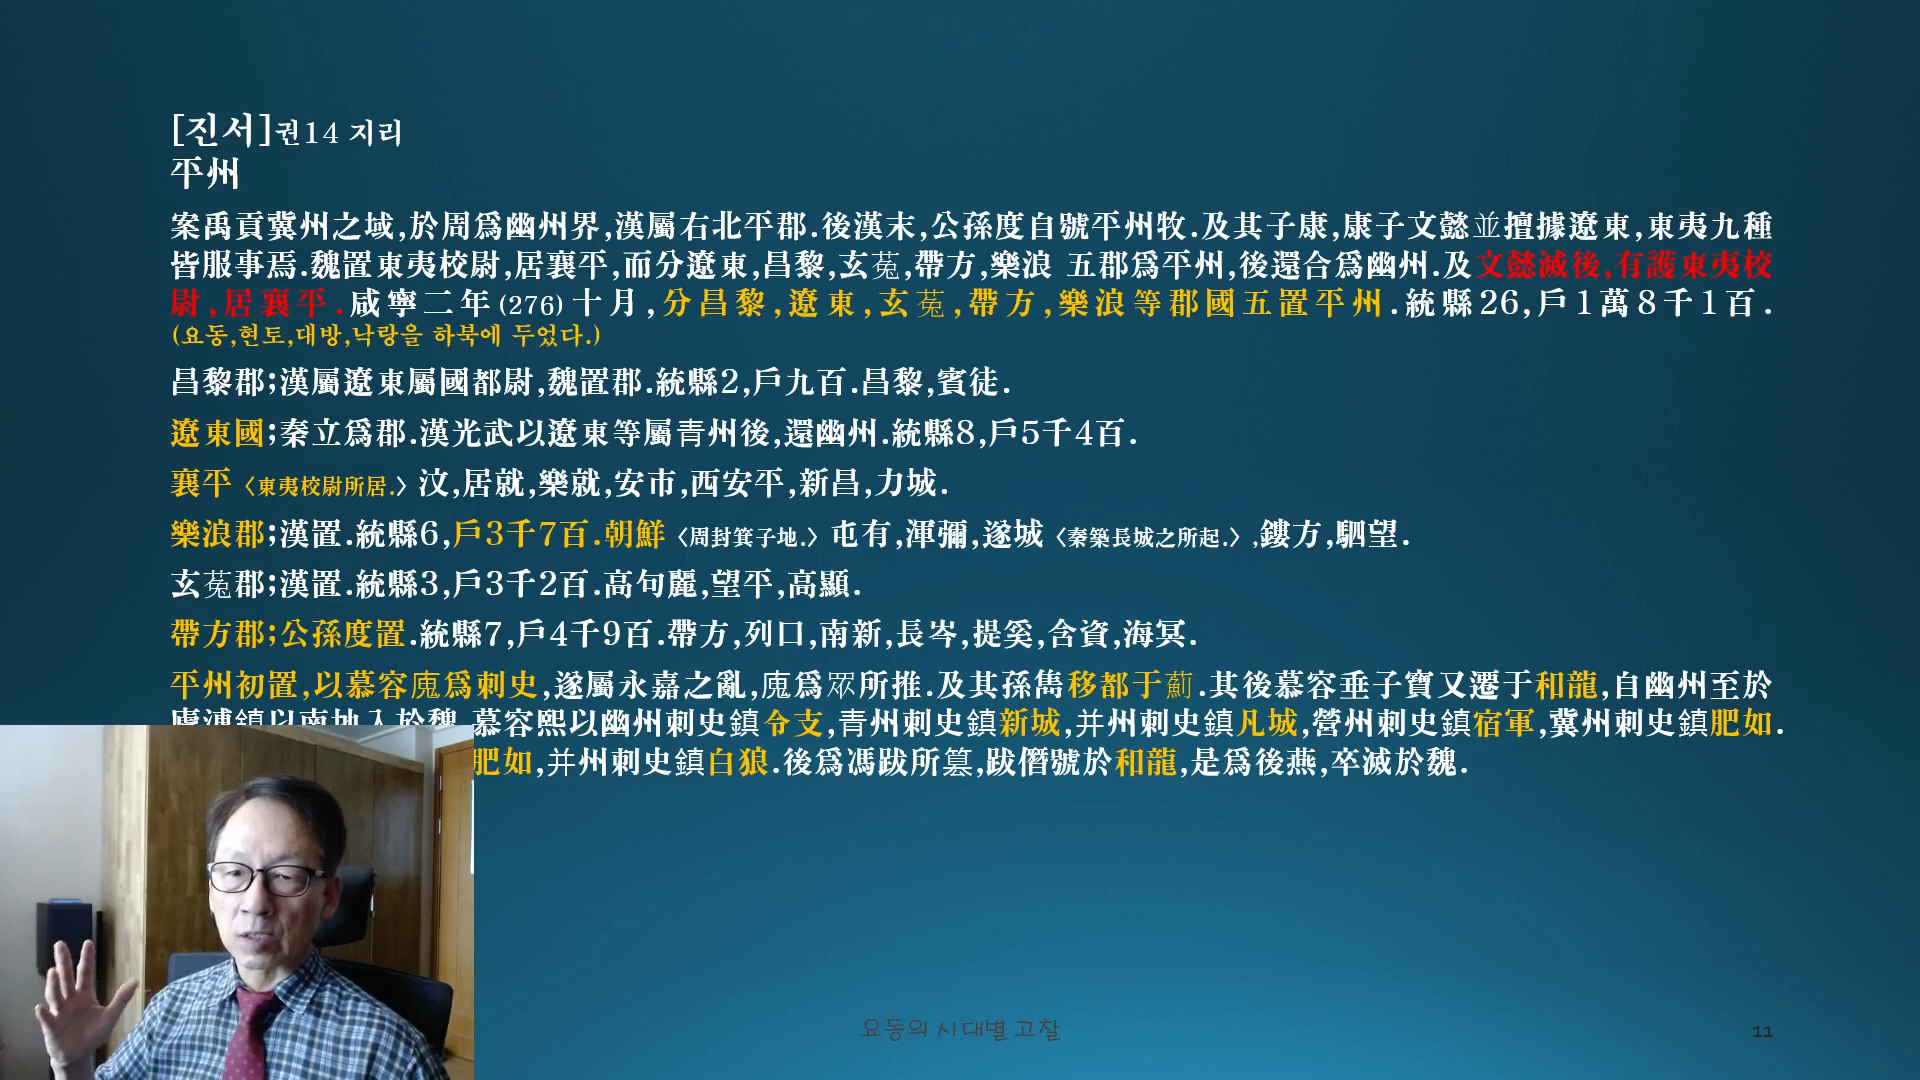 [진서]권14 지리
平州
案禹貢冀州之域,於周爲幽州界,漢屬右北平郡.後漢末,公孫度自號平州牧.及其子康,康子文懿並擅據遼東,東夷九種
皆服事焉.魏置東夷校尉,居襄平,而分遼東,昌黎,玄菟,帶方,樂浪 五郡爲平州,後還合爲幽州.及文懿滅後,有護東夷校
尉,居襄平.咸寧二年(276)十月,分昌黎,遼東,玄菟,帶方,樂浪等郡國五置平州.統縣26,戶1萬8千1百.
(요동,현토,대방,낙랑을 하북에 두었다.)
昌黎郡;漢屬遼東屬國都尉,魏置郡.統縣2,戶九百.昌黎,賓徒.
遼東國;秦立爲郡.漢光武以遼東等屬青州後,還幽州.統縣8,戶5千4百.
襄平〈東夷校尉所居.〉汶,居就,樂就,安市,西安平,新昌,力城.
樂浪郡;漢置.統縣6,戶3千7百.朝鮮〈周封箕子地.〉屯有,渾彌,遂城〈秦築長城之所起.〉,鏤方,駟望.
玄菟郡;漢置.統縣3,戶3千2百.高句麗,望平,高顯.
帶方郡;公孫度置.統縣7,戶4千9百.帶方,列口,南新,長岑,提奚,含資,海冥.
平州初置,以慕容廆爲刺史,遂屬永嘉之亂,廆爲眾所推.及其孫雋移都于薊.其後慕容垂子寶又遷于和龍,自幽州至於
慕容熙以幽州刺史鎮令支,青州刺史鎮新城,并州刺史鎮凡城,營州刺史鎮宿軍,冀州刺史鎮肥如.
肥如,并州刺史鎮白狼.後爲馮跋所篡,跋僭號於和龍,是爲後燕,卒滅於魏.
요동의 시대별 고찰
11